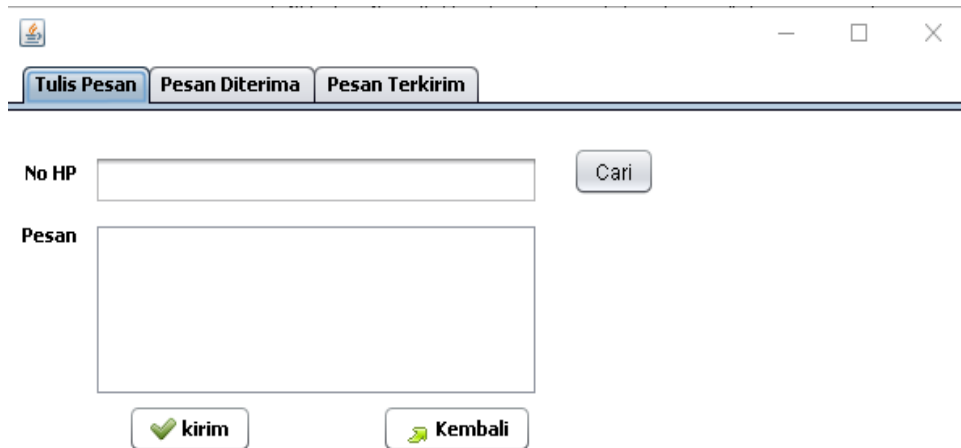 Tulis Pesan Pesan Diterima Pesan Terkirim
No HP Cari
Pesan
kirim Kembali